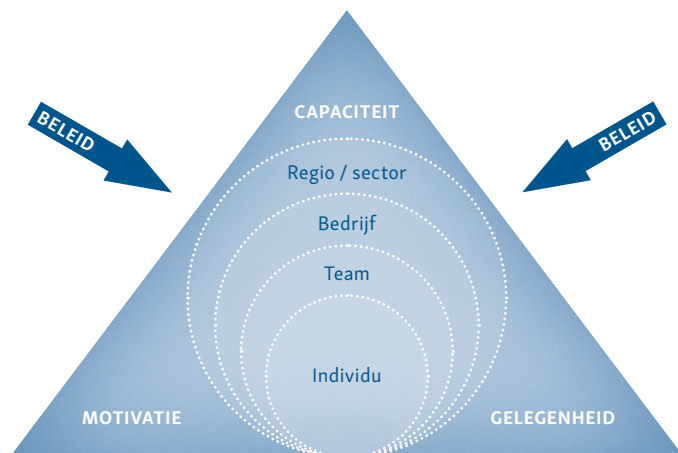 CAPACITEIT
BELEID
BELEID
Regio / sector
Bedrijf
Team
Individu
MOTIVATIE
GELEGENHEID